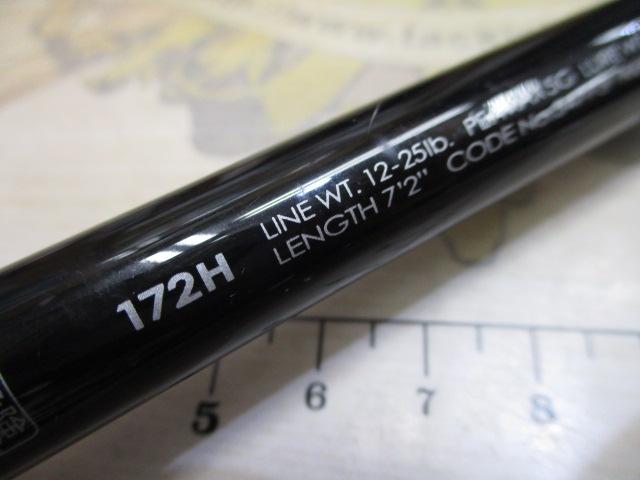 172H
LINE WT. 12-25lb.
LENGTH 7'2" CODE
5 6 7 8